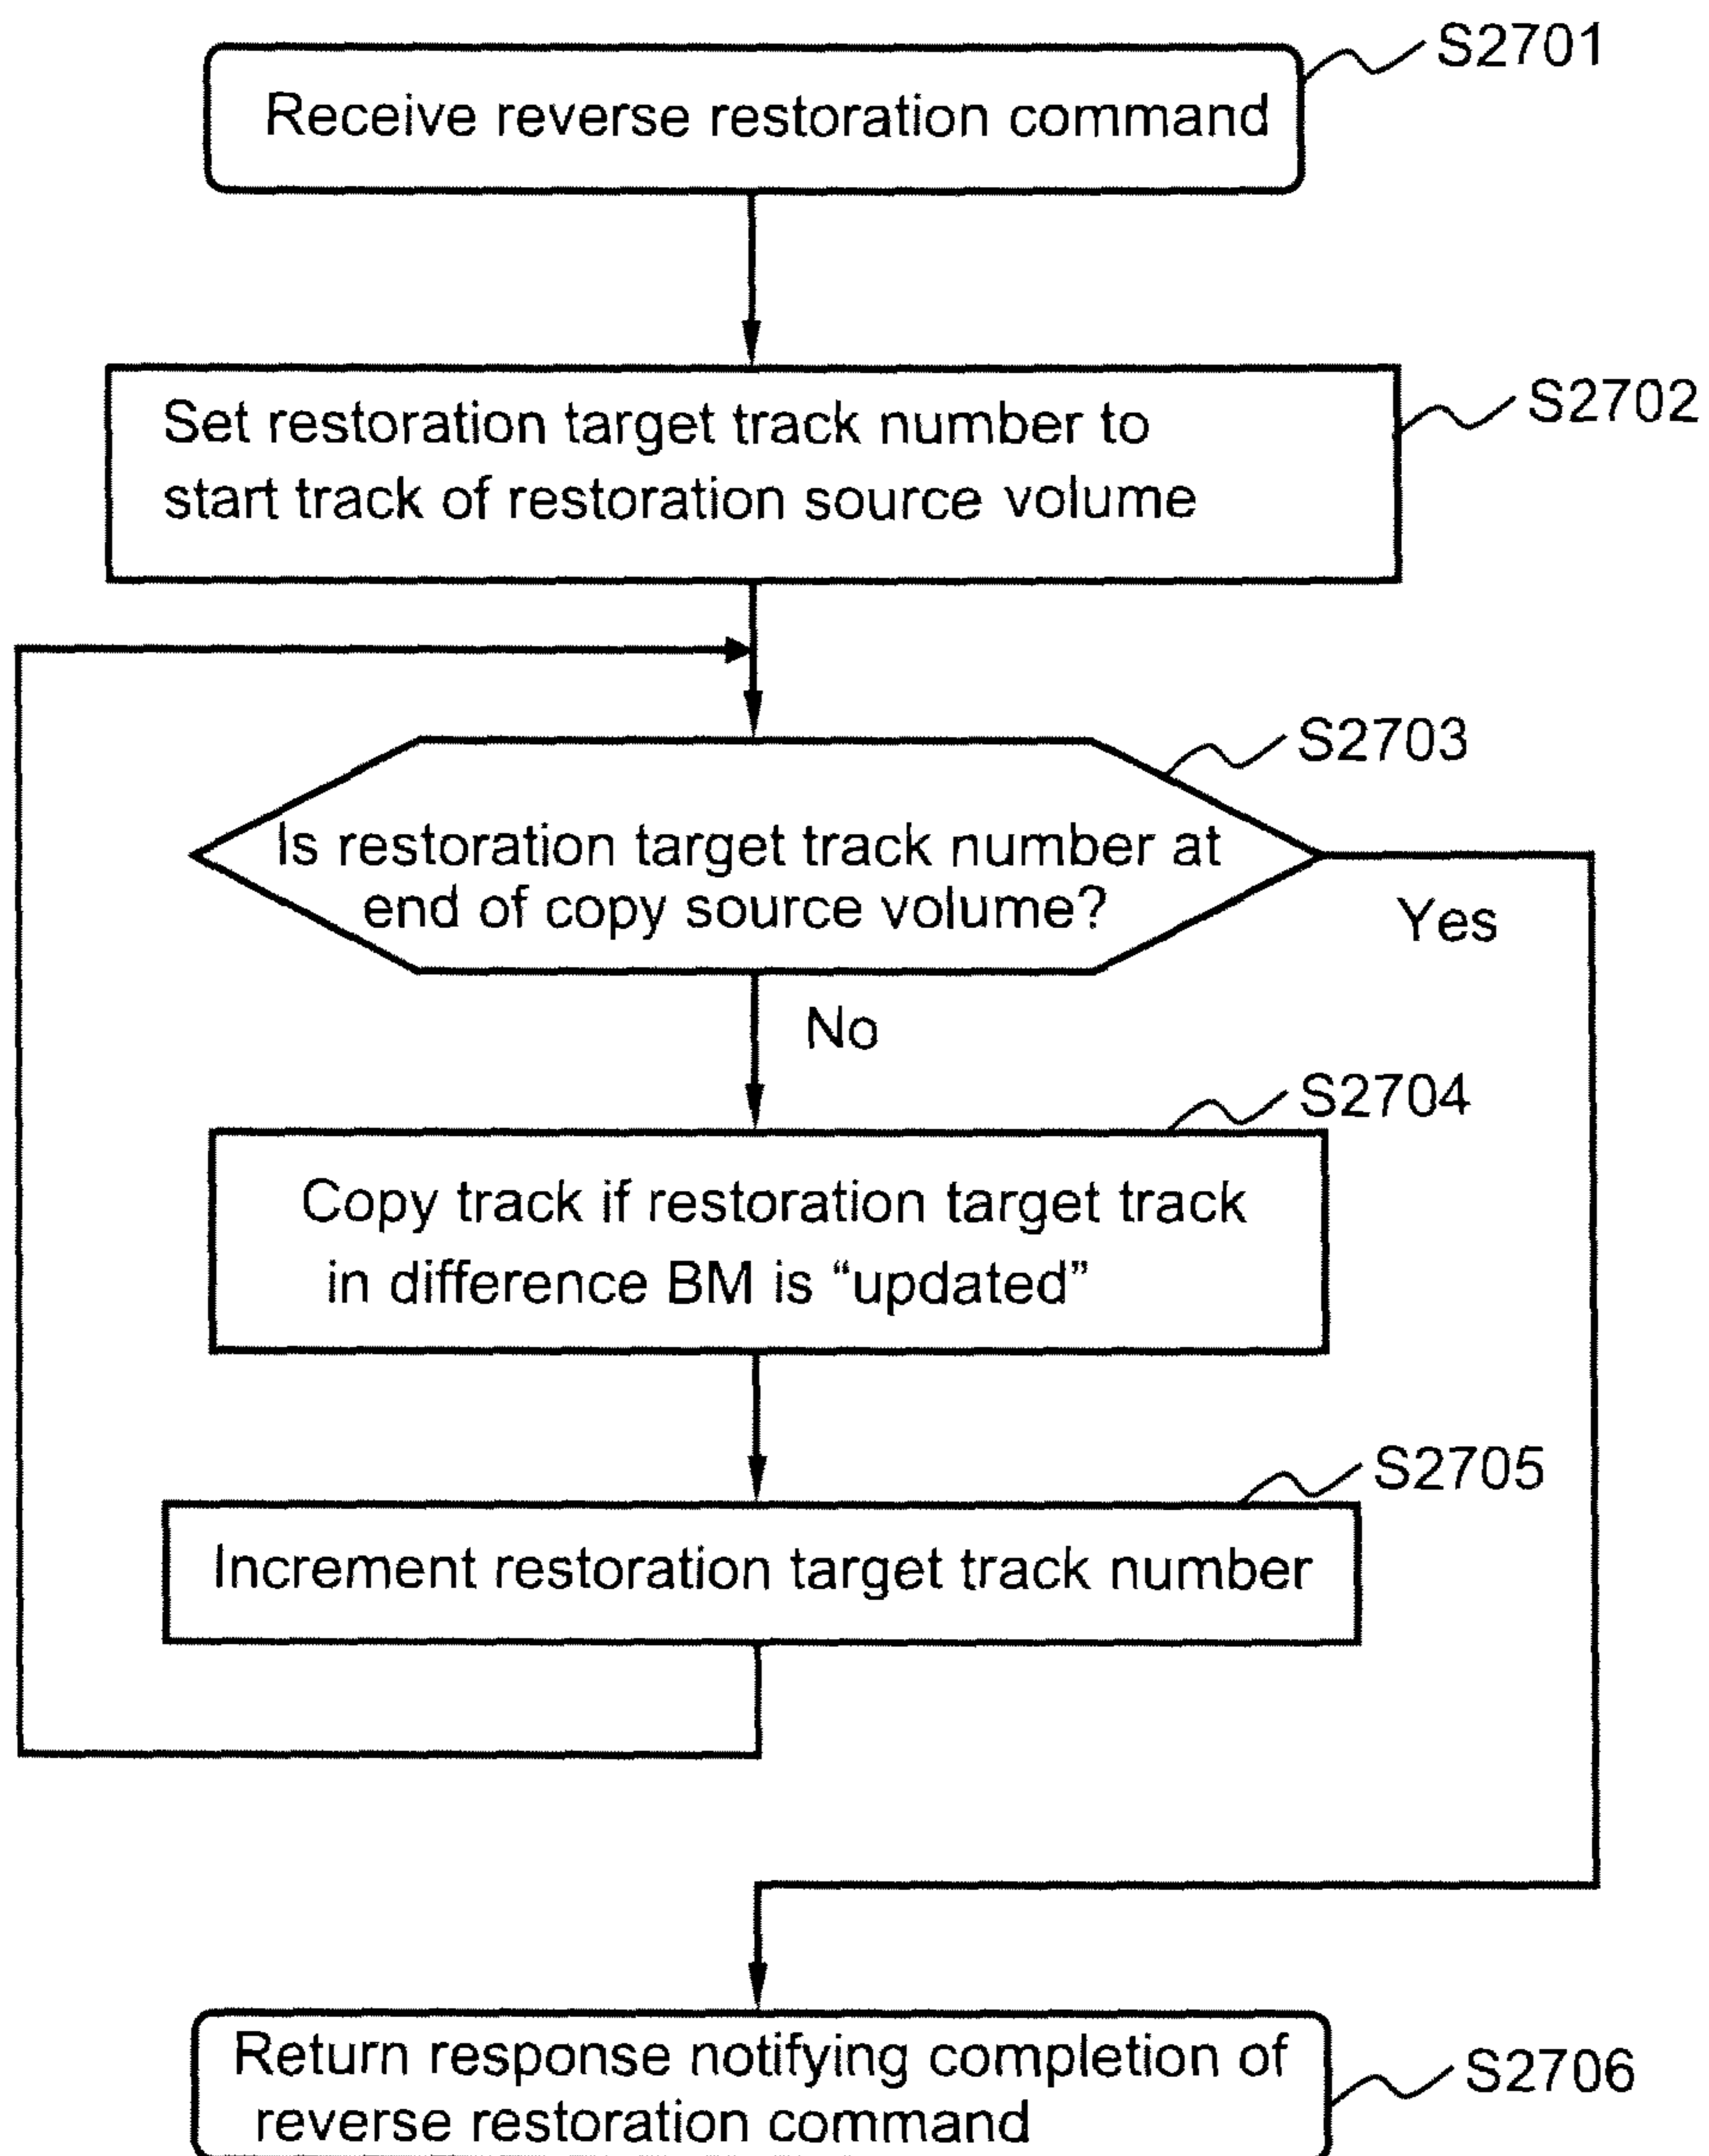 S2701
Receive reverse restoration command
S2702
Set restoration target track number to
start track of restoration source volume
S2703
Is restoration target track number at
end of copy source volume?
Yes
No
S2704
Copy track if restoration target track
in difference BM is “updated”
S2705
Increment restoration target track number
Return response notifying completion of
reverse restoration command
S2706